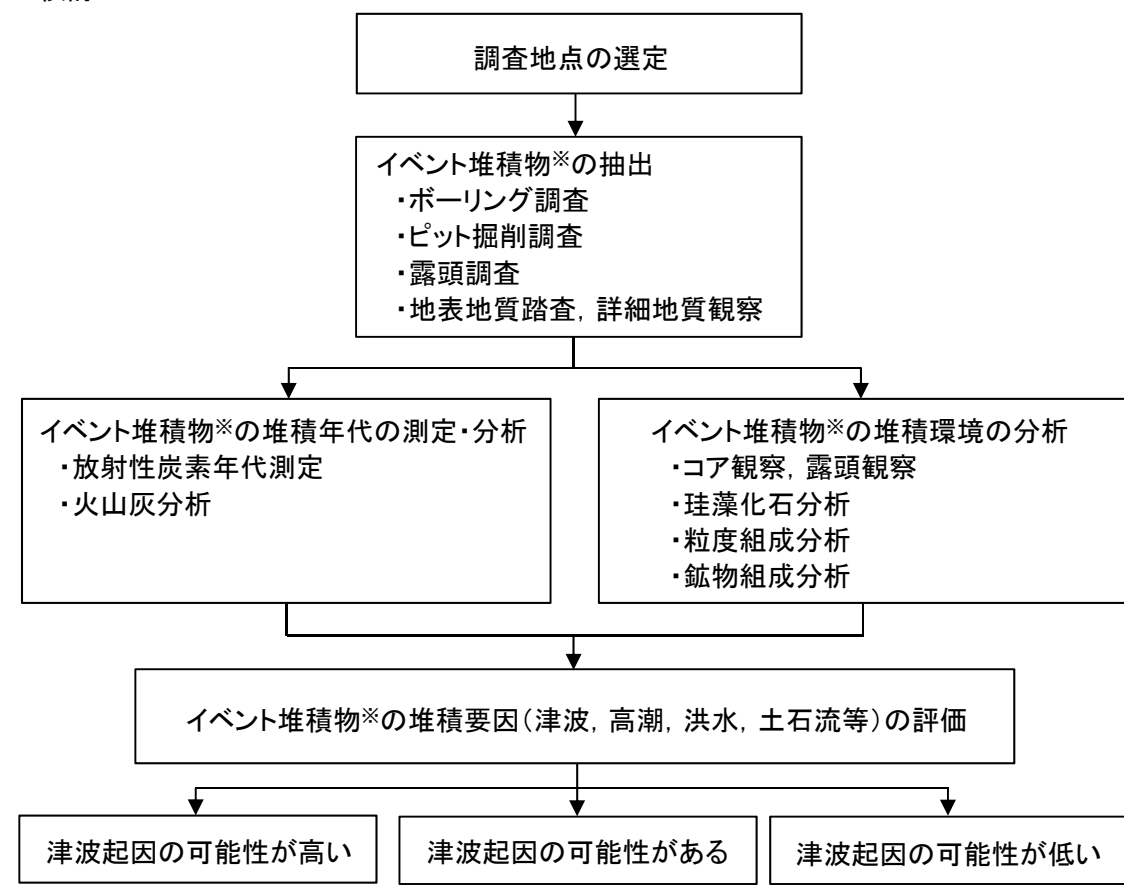 調査地点の選定
イベント堆積物※の抽出
・ボーリング調査
・ピット掘削調査
・露頭調査
・地表地質踏査，詳細地質観察
イベント堆積物※の堆積年代の測定・分析
・放射性炭素年代測定
・火山灰分析
イベント堆積物※の堆積環境の分析
・コア観察，露頭観察
・珪藻化石分析
・粒度組成分析
・鉱物組成分析
イベント堆積物※の堆積要因（津波，高潮，洪水，土石流等）の評価
津波起因の可能性が高い
津波起因の可能性がある
津波起因の可能性が低い